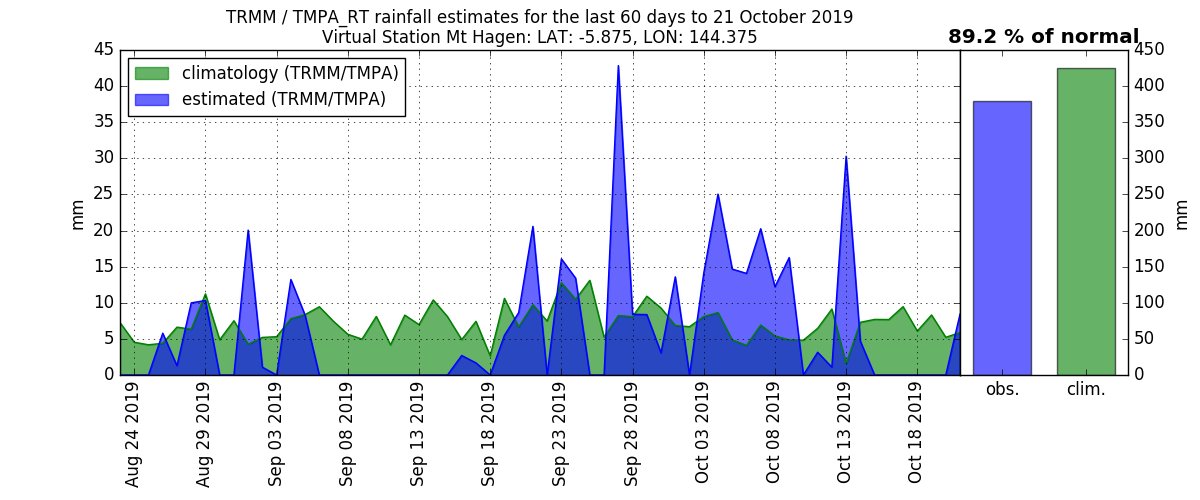 TRMM / TMPA_RT rainfall estimates for the last 60 days to 21 October 2019
Virtual Station Mt Hagen: LAT: -5.875, LON: 144.375
89.2 % of normal
climatology (TRMM/TMPA)
estimated (TRMM/TMPA)
mm
45
40
35
30
25
20
15
10
5
0
Aug 24 2019
Aug 29 2019
Sep 03 2019
Sep 08 2019
Sep 13 2019
Sep 18 2019
Sep 23 2019
Sep 28 2019
Oct 03 2019
Oct 08 2019
Oct 13 2019
Oct 18 2019
obs.
clim.
450
400
350
300
250
200
150
100
50
0
mm